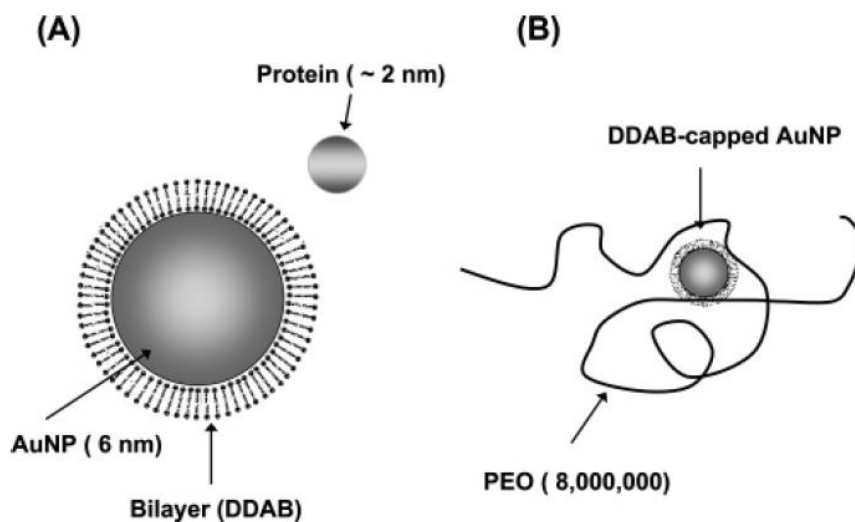 (A)
Protein ( ~ 2 nm)
AuNP ( 6 nm)
Bilayer (DDAB)
(B)
DDAB-capped AuNP
PEO ( 8,000,000)